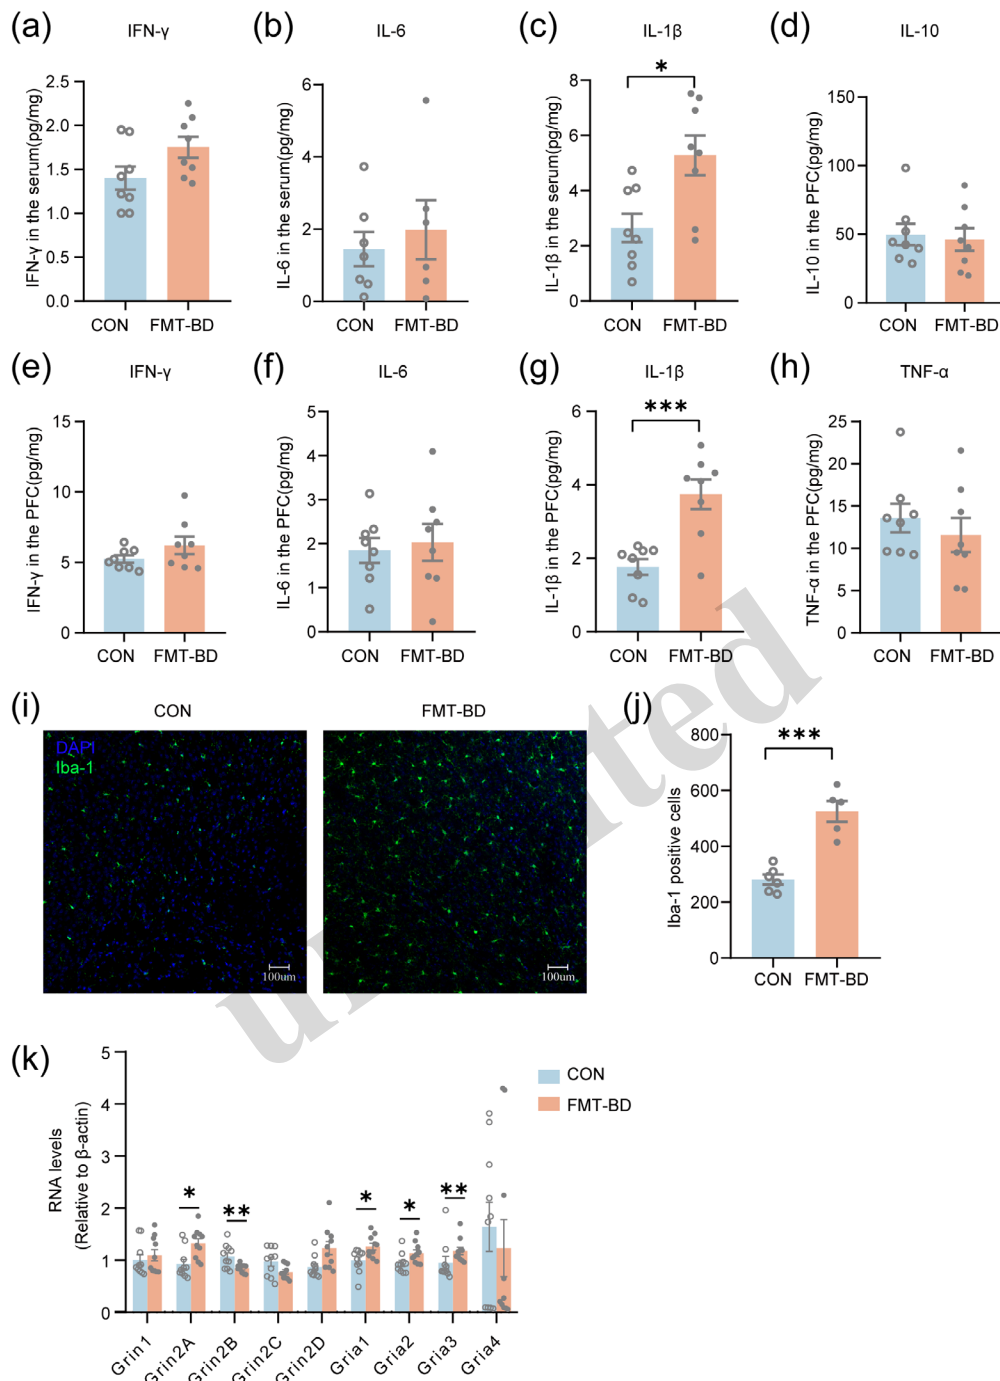 (a)
IFN-γ
IFN-γ in the serum(pg/mg)
2.5
2.0
1.5
1.0
0.5
0.0
CON
FMT-BD
(b)
IL-6
IL-6 in the serum(pg/mg)
6
4
2
0
CON
FMT-BD
(c)
IL-1β
*
IL-1β in the serum(pg/mg)
8
6
4
2
0
CON
FMT-BD
(d)
IL-10
IL-10 in the PFC(pg/mg)
150
100
50
0
CON
FMT-BD
(e)
IFN-γ
IFN-γ in the PFC(pg/mg)
15
10
5
0
CON
FMT-BD
(f)
IL-6
IL-6 in the PFC(pg/mg)
5
4
3
2
1
0
CON
FMT-BD
(g)
IL-1β
***
IL-1β in the PFC(pg/mg)
6
4
2
0
CON
FMT-BD
(h)
TNF-α
TNF-α in the PFC(pg/mg)
25
20
15
10
5
0
CON
FMT-BD
(i)
CON
DAPI
Iba-1
100um
FMT-BD
100um
(j)
***
Iba-1 positive cells
800
600
400
200
0
CON
FMT-BD
(k)
RNA levels
(Relative to β-actin)
5
4
3
2
1
0
CON
FMT-BD
*
**
*
*
**
Grin1
Grin2A
Grin2B
Grin2C
Grin2D
Gria1
Gria2
Gria3
Gria4